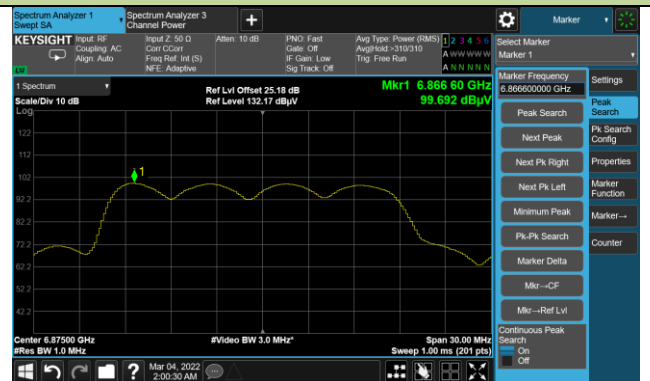 Spectrum Analyzer 1
Swept SA
Spectrum Analyzer 3
Channel Power
Marker
KEYSIGHT
Input: RF
Coupling: AC
Align: Auto
Input Z: 50 Ω
Corr CCorr
Freq Ref: Int (S)
NFE: Adaptive
Atten: 10 dB
PNO: Fast
Gate: Off
IF Gain: Low
Sig Track: Off
Avg Type: Power (RMS)
Avg|Hold:>310/310
Trig: Free Run
1 2 3 4 5 6
A W W W W W
A N N N N N
Select Marker
Marker 1
LW
1 Spectrum
Scale/Div 10 dB
Log
Ref Lvl Offset 25.18 dB
Ref Level 132.17 dBµV
Mkr1 6.866 60 GHz
99.692 dBµV
1
122
112
102
92.2
82.2
72.2
62.2
52.2
42.2
Center 6.87500 GHz
#Res BW 1.0 MHz
#Video BW 3.0 MHz*
Span 30.00 MHz
Sweep 1.00 ms (201 pts)
Marker Frequency
6.866600000 GHz
Peak Search
Next Peak
Next Pk Right
Next Pk Left
Minimum Peak
Pk-Pk Search
Marker Delta
Mkr→CF
Mkr→Ref Lvl
Continuous Peak
Search
On
Off
Settings
Peak
Search
Pk Search
Config
Properties
Marker
Function
Marker→
Counter
Mar 04, 2022
2:00:30 AM